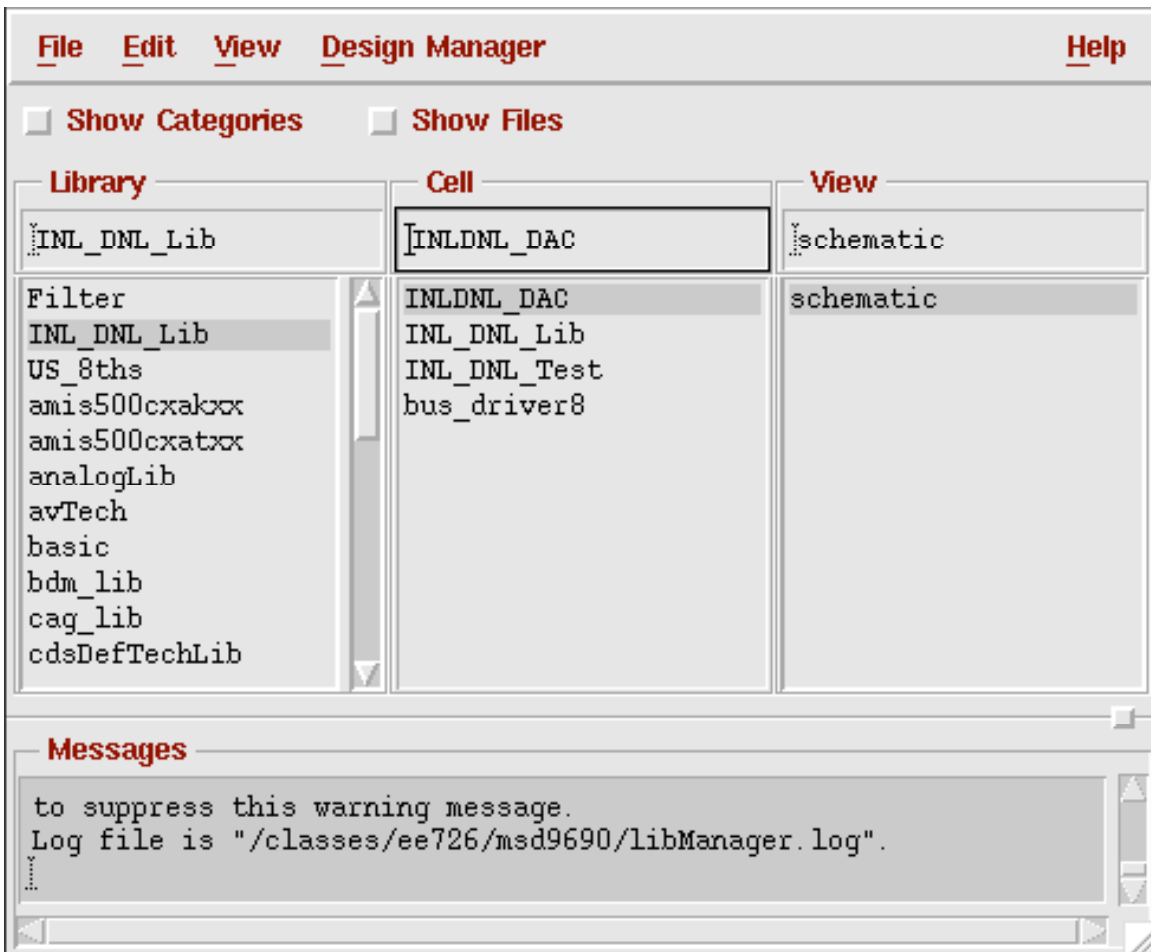 File Edit View Design Manager Help
Show Categories Show Files
Library Cell View
INL_DNL_Lib INLDNL_DAC schematic
Filter INLDNL_DAC schematic
INL_DNL_Lib INL_DNL_Lib
US_8ths INL_DNL_Test
amis500cxakxx bus_driver8
amis500cxatxx
analogLib
avTech
basic
bdm_lib
cag_lib
cdsDefTechLib
Messages
to suppress this warning message.
Log file is "/classes/ee726/msd9690/libManager.log".